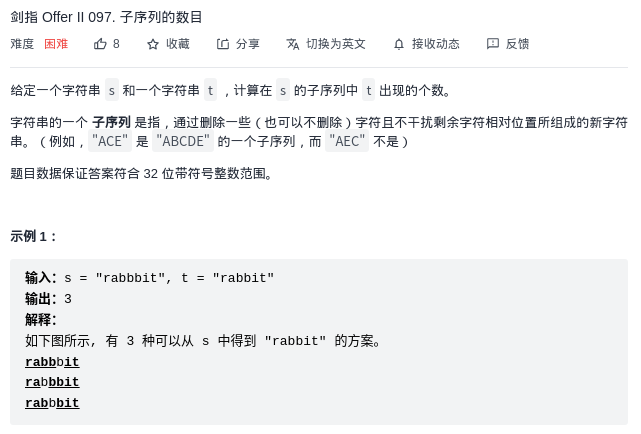 剑指 Offer II 097. 子序列的数目
难度 困难 8 收藏 分享 切换为英文 接收动态 反馈
给定一个字符串 s 和一个字符串 t ，计算在 s 的子序列中 t 出现的个数。
字符串的一个 子序列 是指，通过删除一些（也可以不删除）字符且不干扰剩余字符相对位置所组成的新字符
串。（例如，"ACE" 是 "ABCDE" 的一个子序列，而 "AEC" 不是）
题目数据保证答案符合 32 位带符号整数范围。
示例 1：
输入：s = "rabbbit", t = "rabbit"
输出：3
解释：
如下图所示, 有 3 种可以从 s 中得到 "rabbit" 的方案。
rabbbit
rabbbit
rabbbit